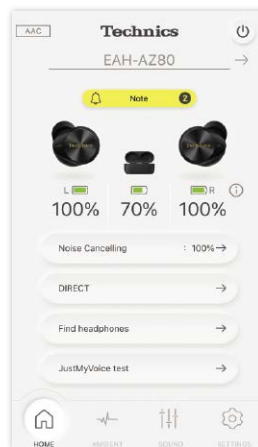 AAC
Technics
EAH-AZ80
Note 2
L R
100% 70% 100%
Noise Cancelling : 100%
DIRECT
Find headphones
JustMyVoice test
HOME AMBIENT SOUND SETTINGS